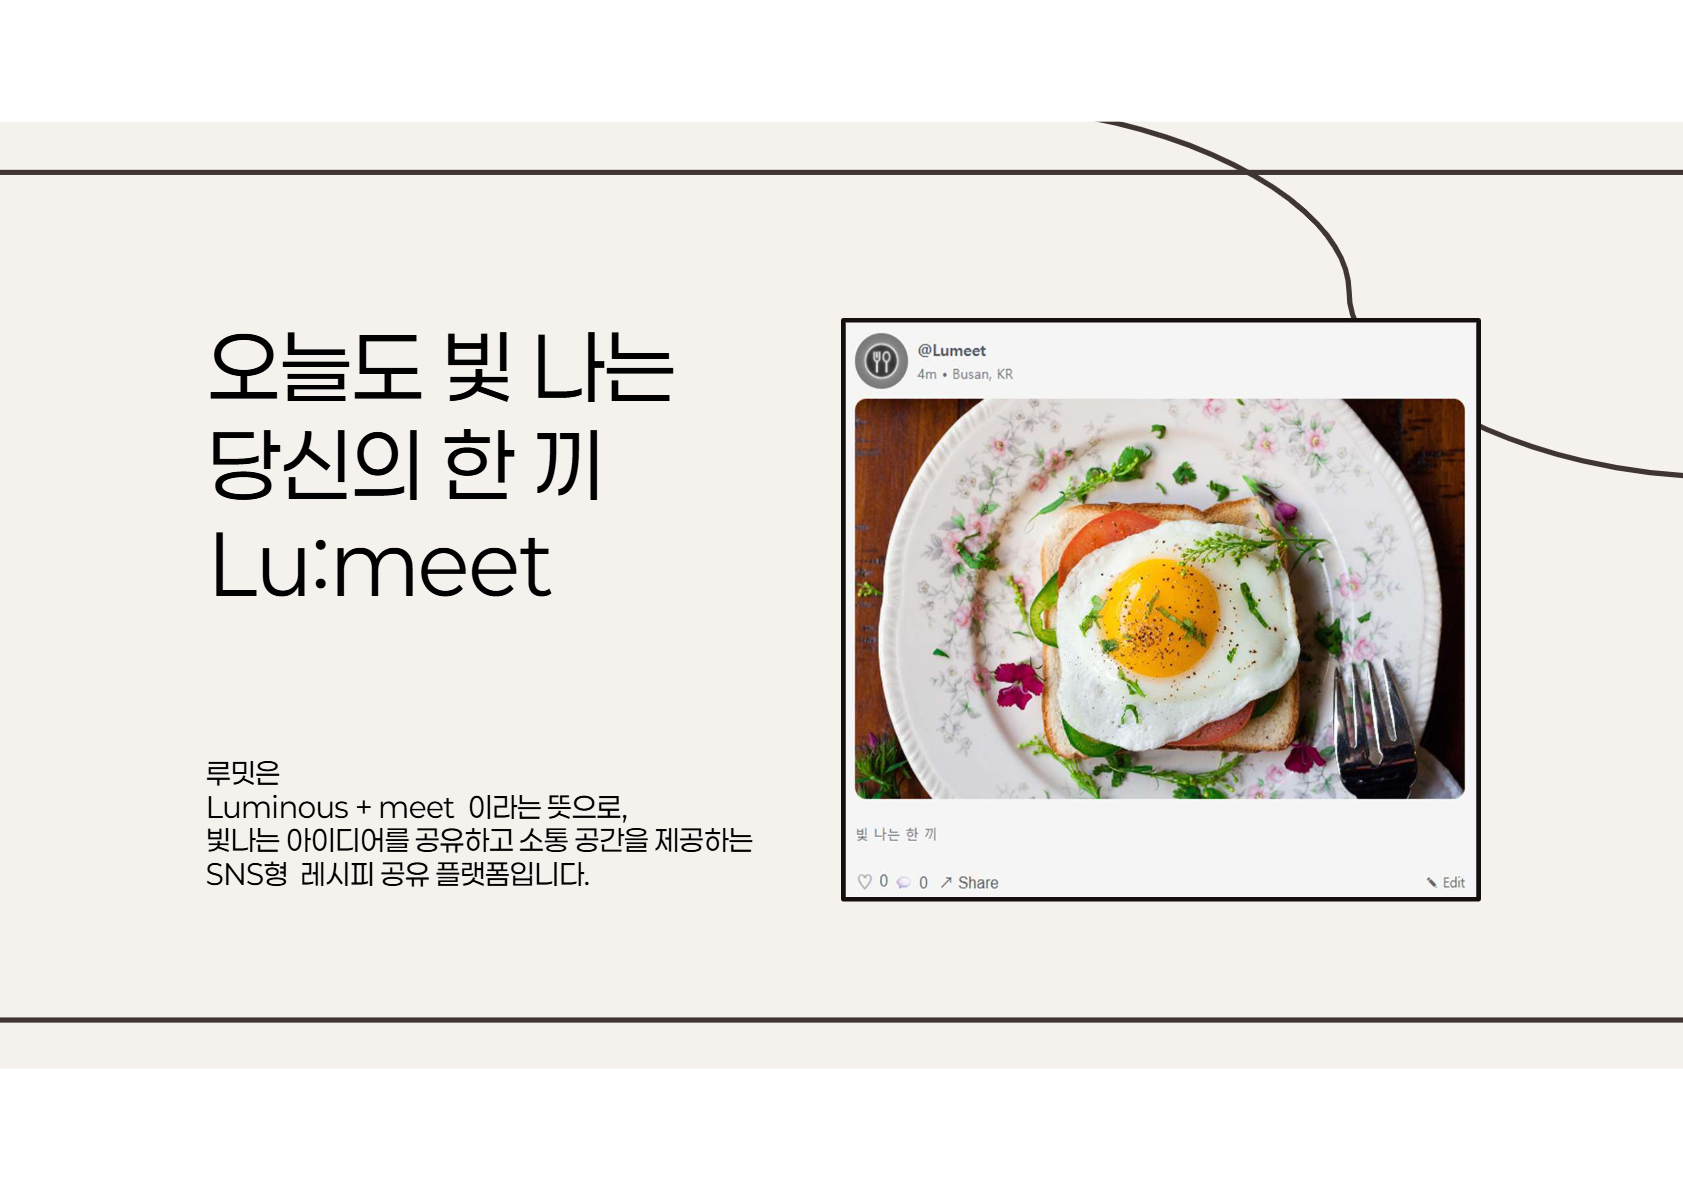 오늘도 빛 나는
당신의 한 끼
Lu:meet
루밋은
Luminous + meet 이라는 뜻으로,
빛나는 아이디어를 공유하고 소통 공간을 제공하는
SNS형 레시피 공유 플랫폼입니다.
@Lumeet
4m • Busan, KR
빛 나는 한 끼
♡ 0 💬 0 ↗ Share
✎ Edit